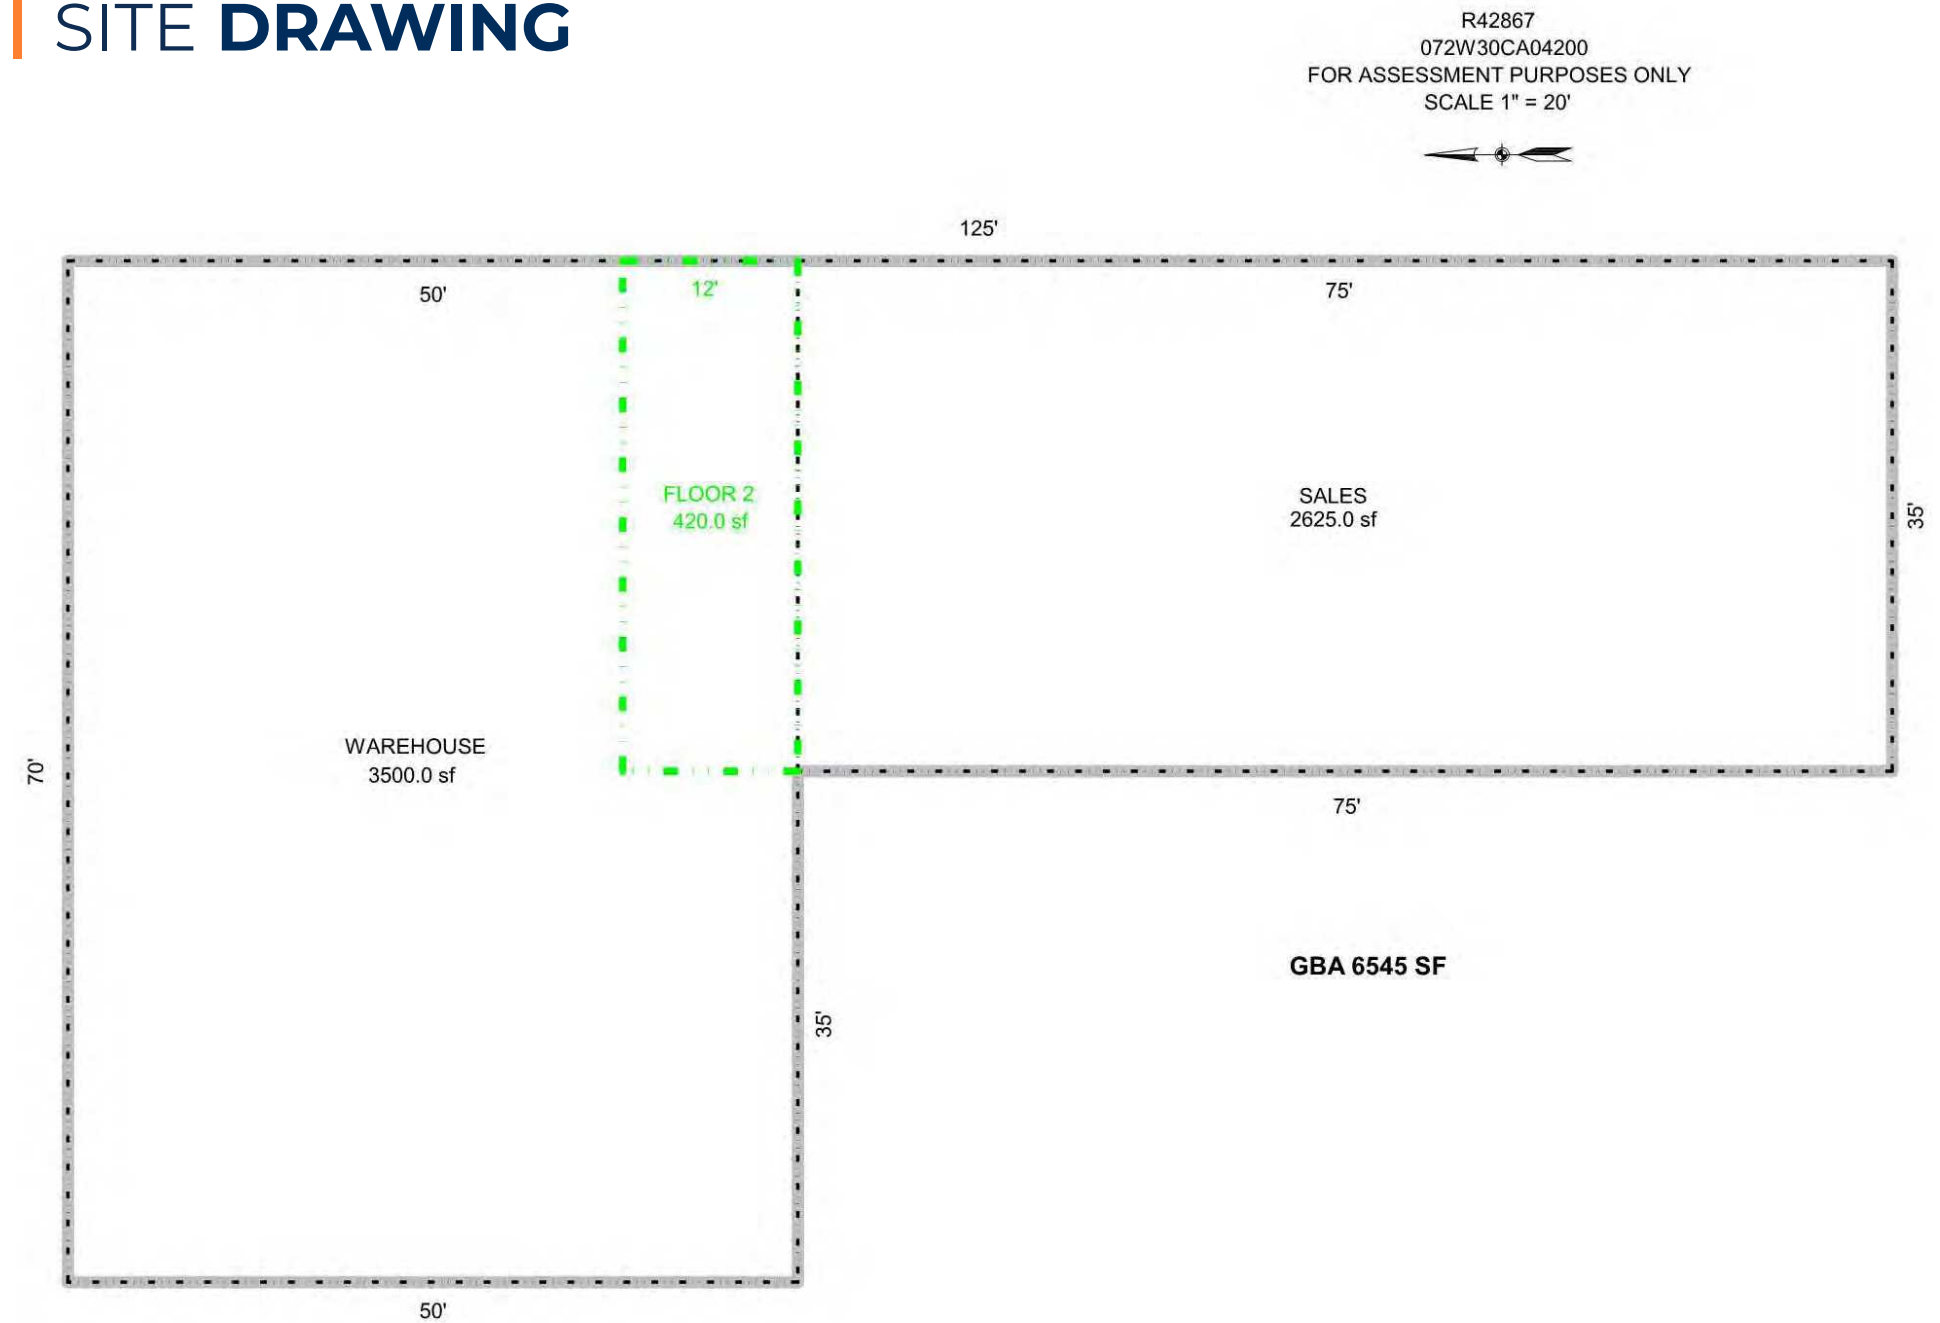 SITE DRAWING
R42867
072W30CA04200
FOR ASSESSMENT PURPOSES ONLY
SCALE 1" = 20'
125'
50'
12'
75'
FLOOR 2
420.0 sf
SALES
2625.0 sf
35'
WAREHOUSE
3500.0 sf
70'
75'
GBA 6545 SF
35'
50'